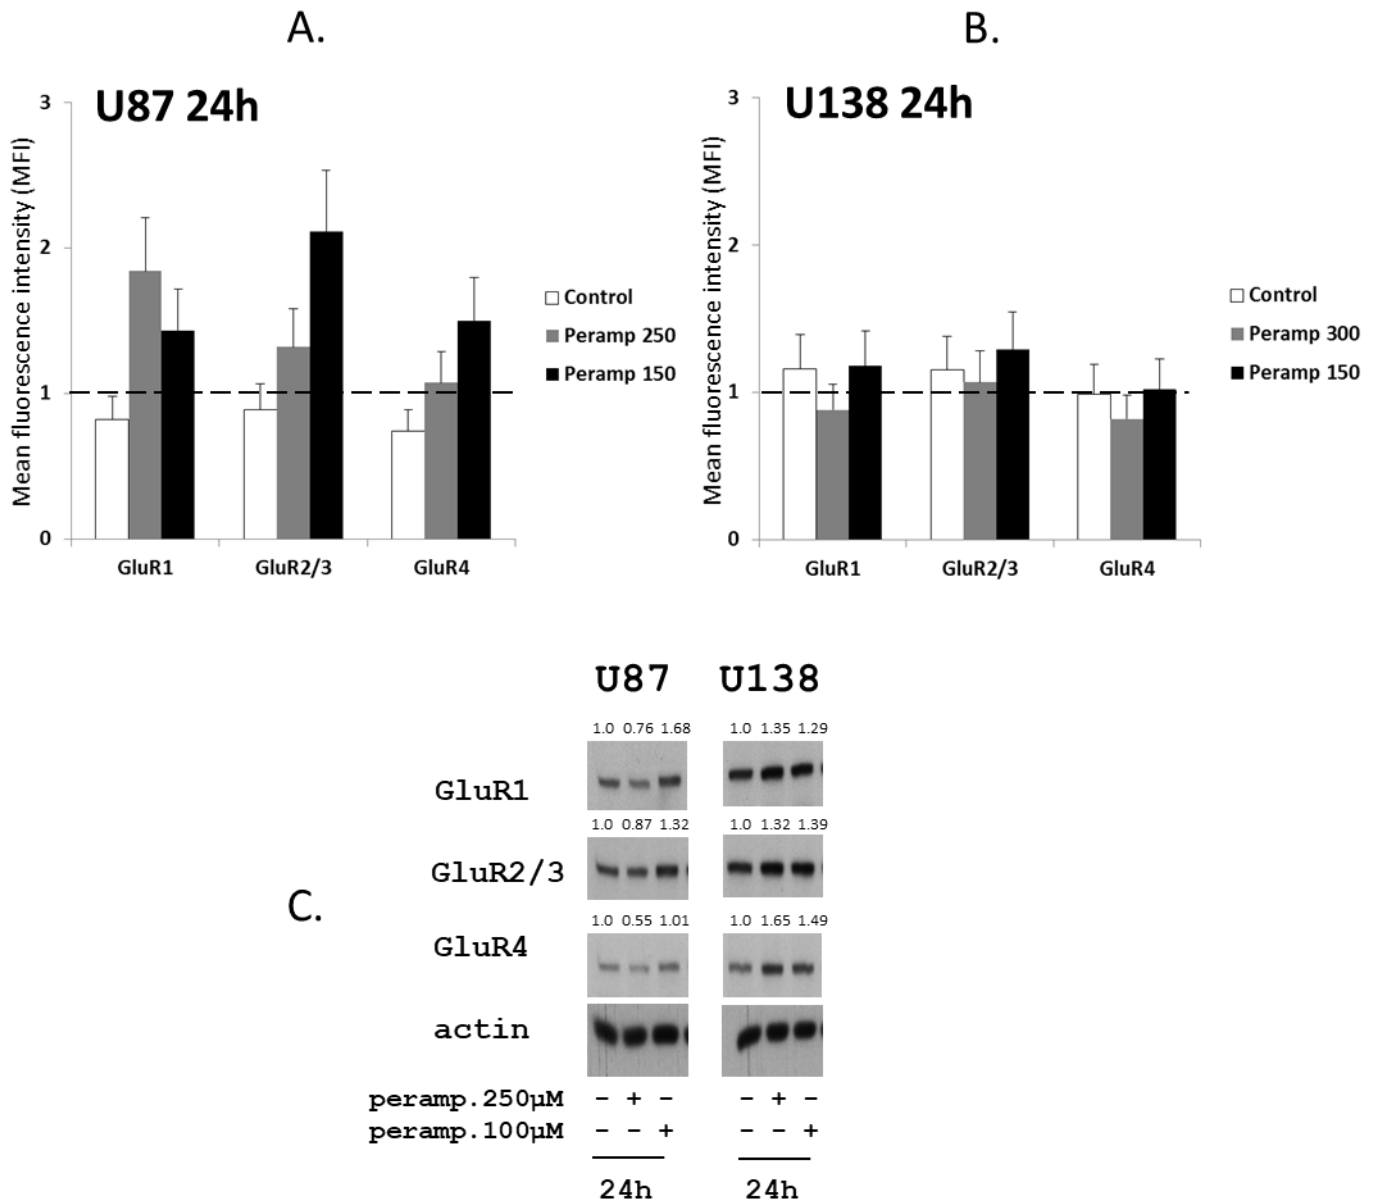 A.
U87 24h
Mean fluorescence intensity (MFI)
3
2
1
0
GluR1 GluR2/3 GluR4
Control
Peramp 250
Peramp 150
B.
U138 24h
Mean fluorescence intensity (MFI)
3
2
1
0
GluR1 GluR2/3 GluR4
Control
Peramp 300
Peramp 150
C.
U87 U138
1.0 0.76 1.68 1.0 1.35 1.29
GluR1
1.0 0.87 1.32 1.0 1.32 1.39
GluR2/3
1.0 0.55 1.01 1.0 1.65 1.49
GluR4
actin
peramp.250µM - + - - + -
peramp.100µM - - + - - +
24h 24h